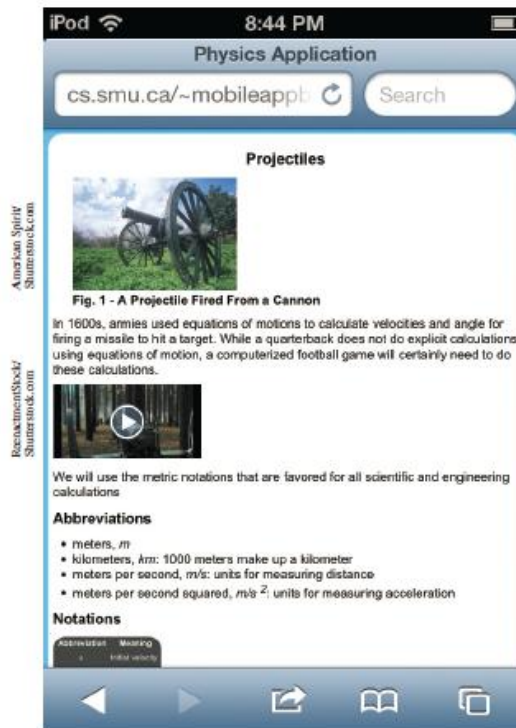 iPod 8:44 PM
Physics Application
cs.smu.ca/~mobileappb Search
Projectiles
American Spirit/
Shutterstock.com
Fig. 1 - A Projectile Fired From a Cannon
In 1600s, armies used equations of motions to calculate velocities and angle for
firing a missile to hit a target. While a quarterback does not do explicit calculations
using equations of motion, a computerized football game will certainly need to do
these calculations.
ReenactmentStock/
Shutterstock.com
We will use the metric notations that are favored for all scientific and engineering
calculations
Abbreviations
• meters, m
• kilometers, km: 1000 meters make up a kilometer
• meters per second, m/s: units for measuring distance
• meters per second squared, m/s ²: units for measuring acceleration
Notations
Abbreviation Meaning
Initial velocity